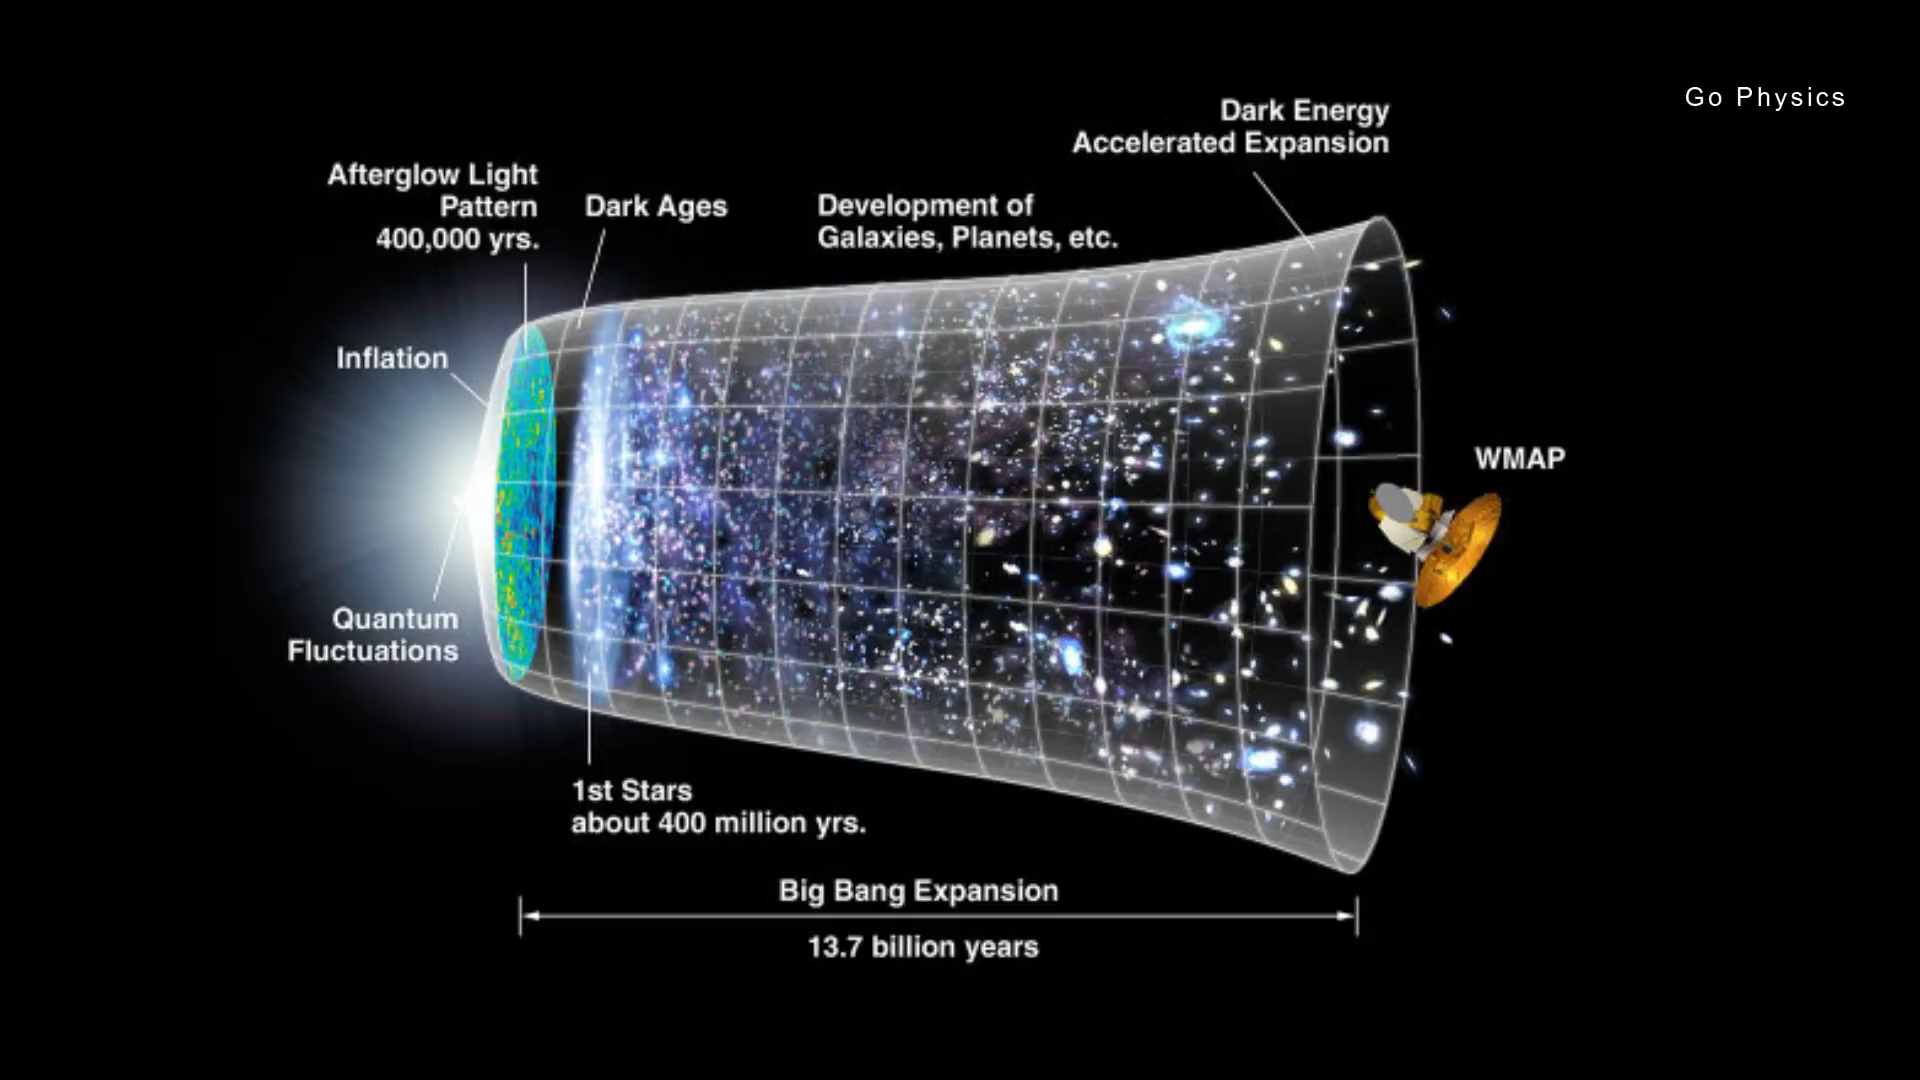 Go Physics
Dark Energy
Accelerated Expansion
Afterglow Light
Pattern
400,000 yrs.
Dark Ages
Development of
Galaxies, Planets, etc.
Inflation
WMAP
Quantum
Fluctuations
1st Stars
about 400 million yrs.
Big Bang Expansion
13.7 billion years